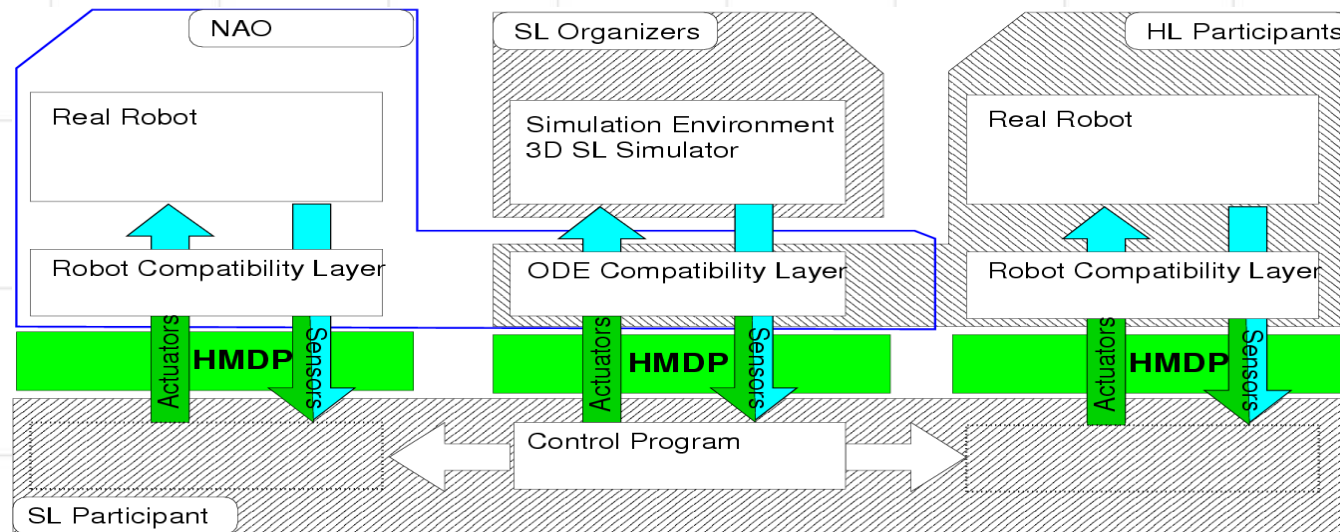 NAO
SL Organizers
HL Participants
Real Robot
Simulation Environment
3D SL Simulator
Real Robot
Robot Compatibility Layer
ODE Compatibility Layer
Robot Compatibility Layer
Actuators
Sensors
HMDP
Actuators
Sensors
HMDP
Actuators
Sensors
HMDP
Control Program
SL Participant